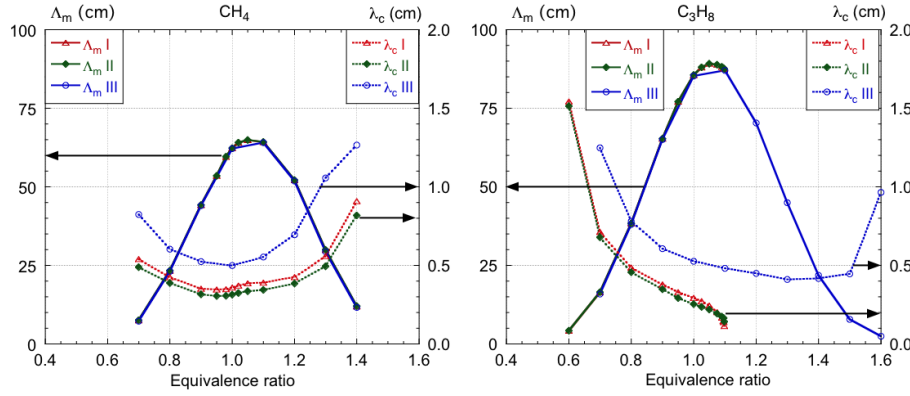 Λm (cm) CH4 λc (cm)
100 2.0
Λm I λc I
Λm II λc II
Λm III λc III
75 1.5
50 1.0
25 0.5
0 0.0
0.4 0.6 0.8 1.0 1.2 1.4 1.6
Equivalence ratio
Λm (cm) C3H8 λc (cm)
100 2.0
Λm I λc I
Λm II λc II
Λm III λc III
75 1.5
50 1.0
25 0.5
0 0.0
0.4 0.6 0.8 1.0 1.2 1.4 1.6
Equivalence ratio